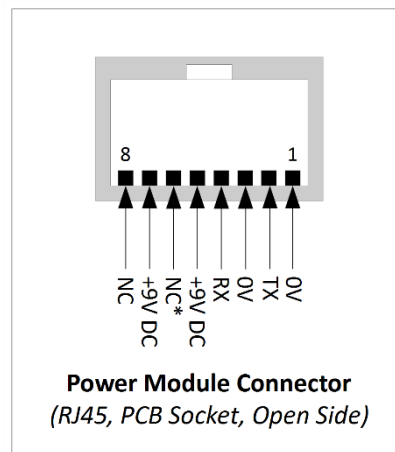 8 1
NC
+9V DC
NC*
+9V DC
RX
0V
TX
0V
Power Module Connector
(RJ45, PCB Socket, Open Side)